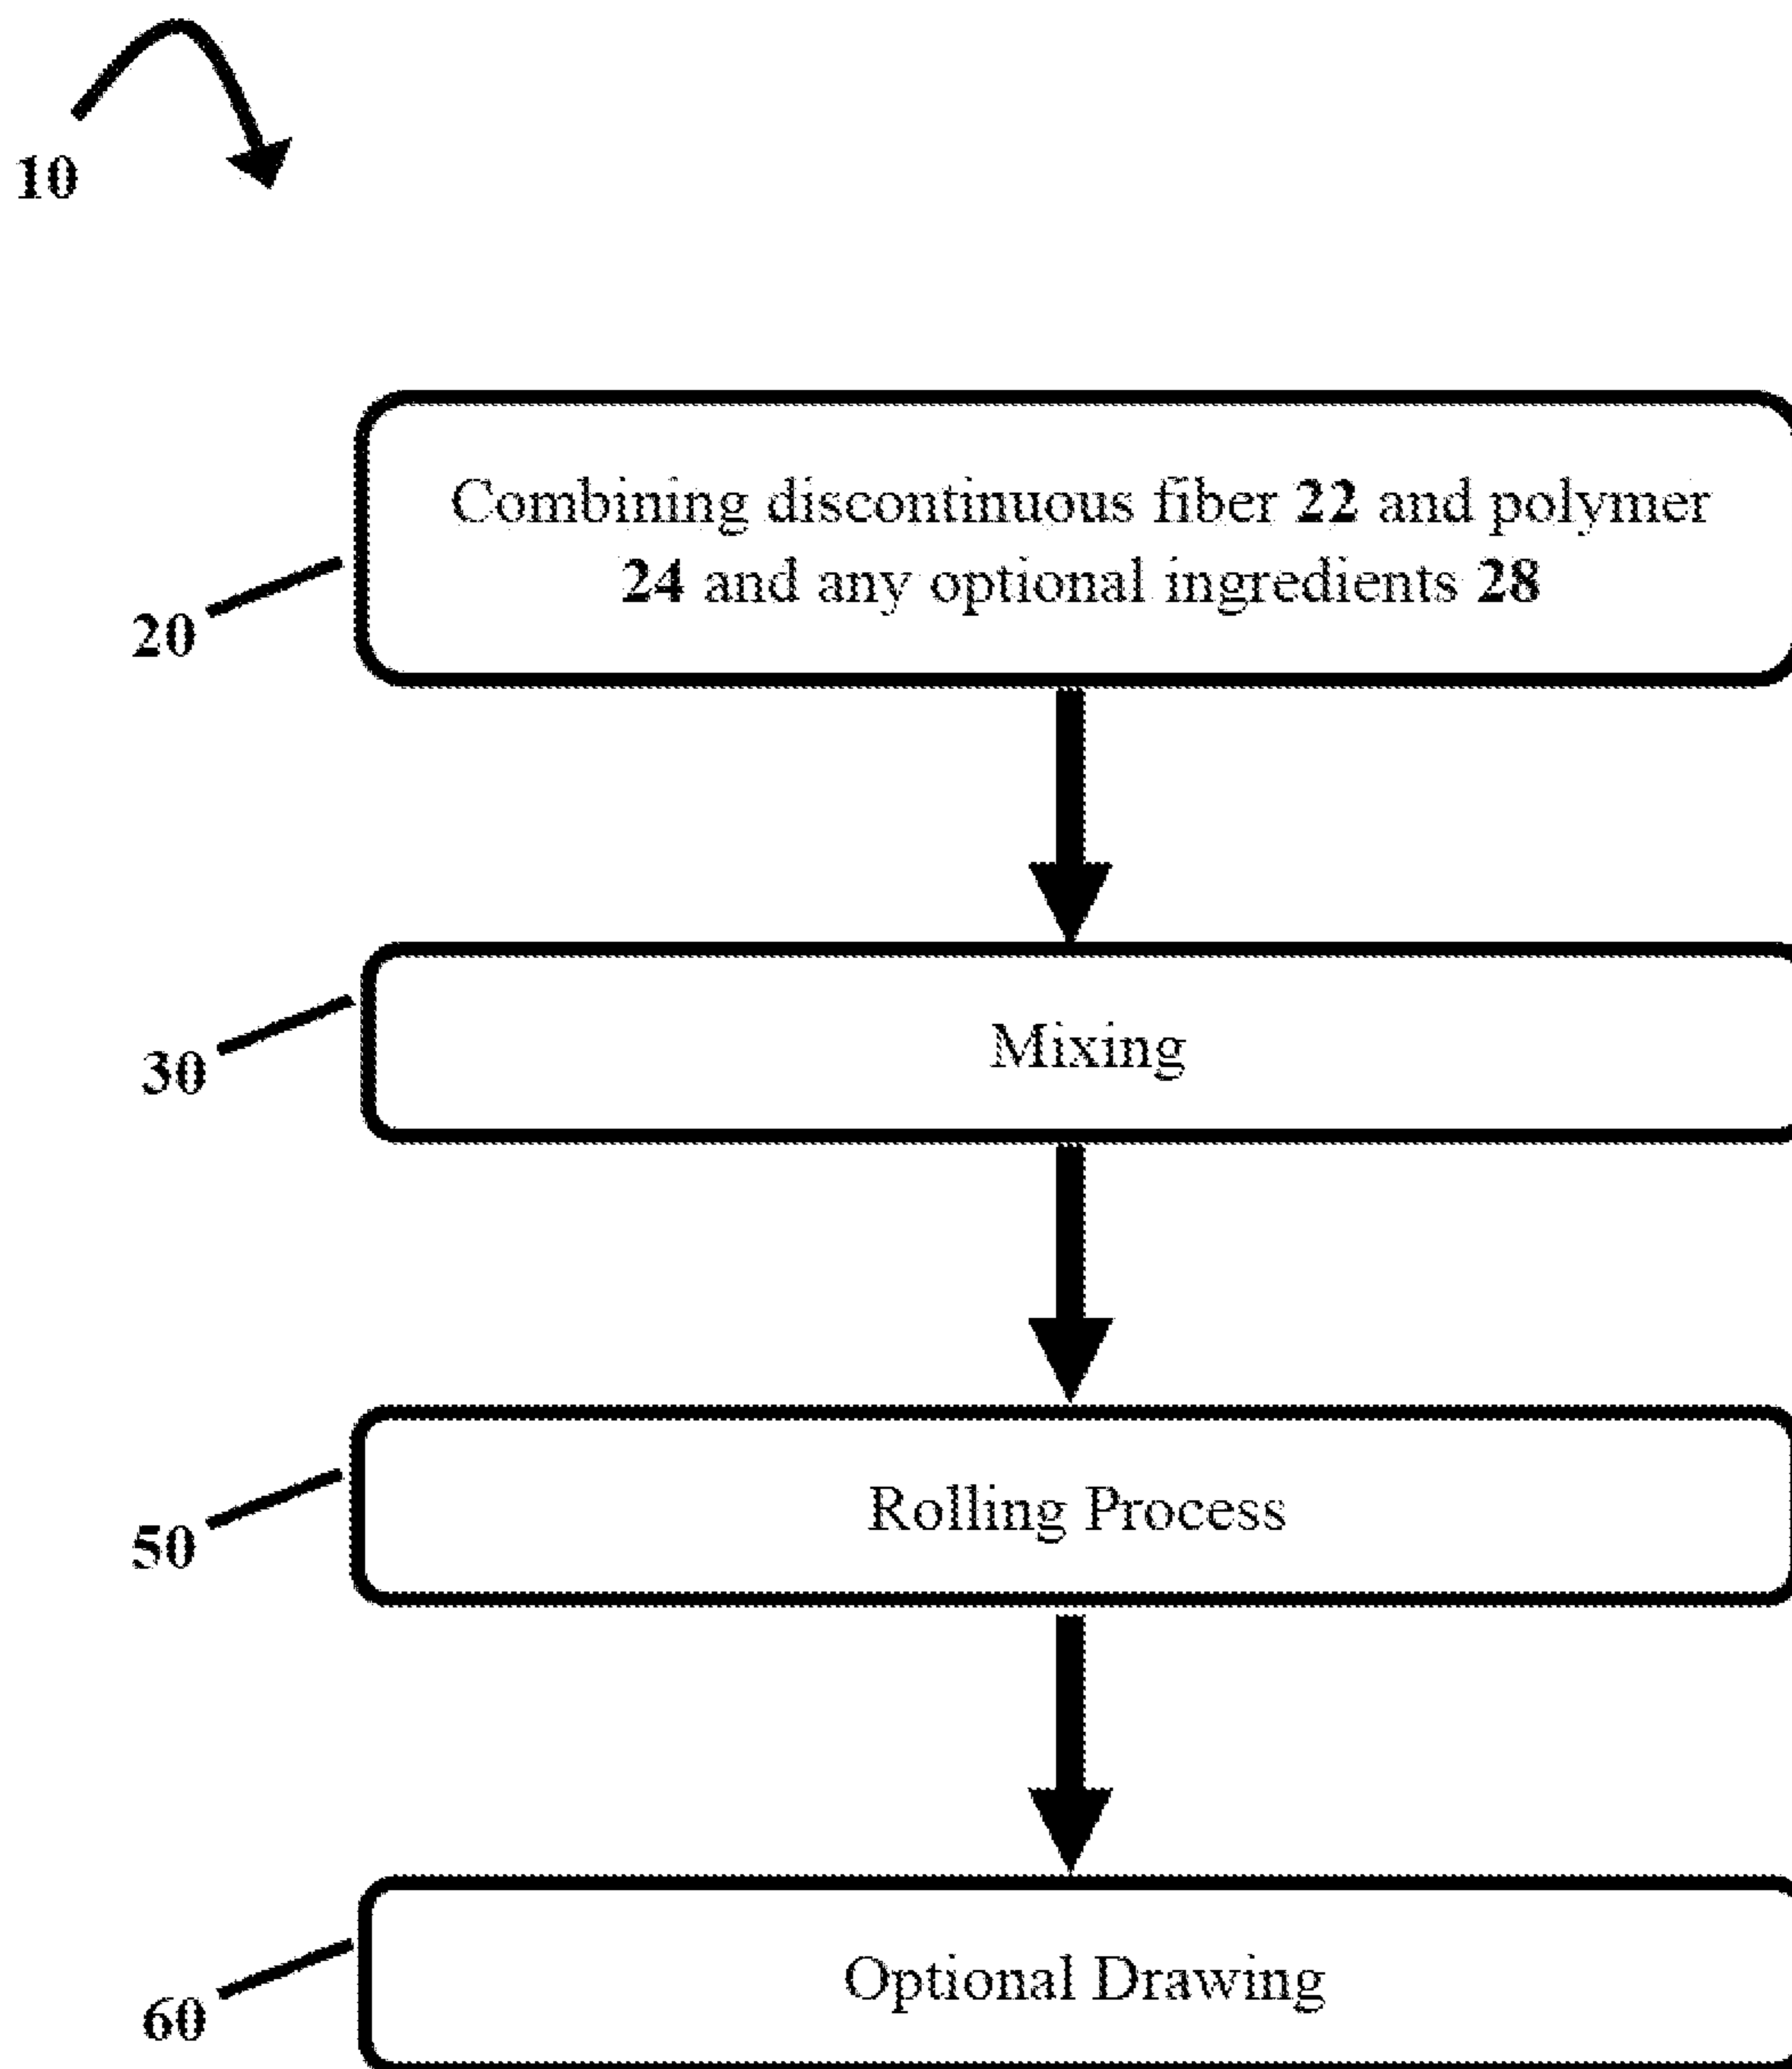 10
Combining discontinuous fiber 22 and polymer
24 and any optional ingredients 28
20
Mixing
30
Rolling Process
50
Optional Drawing
60